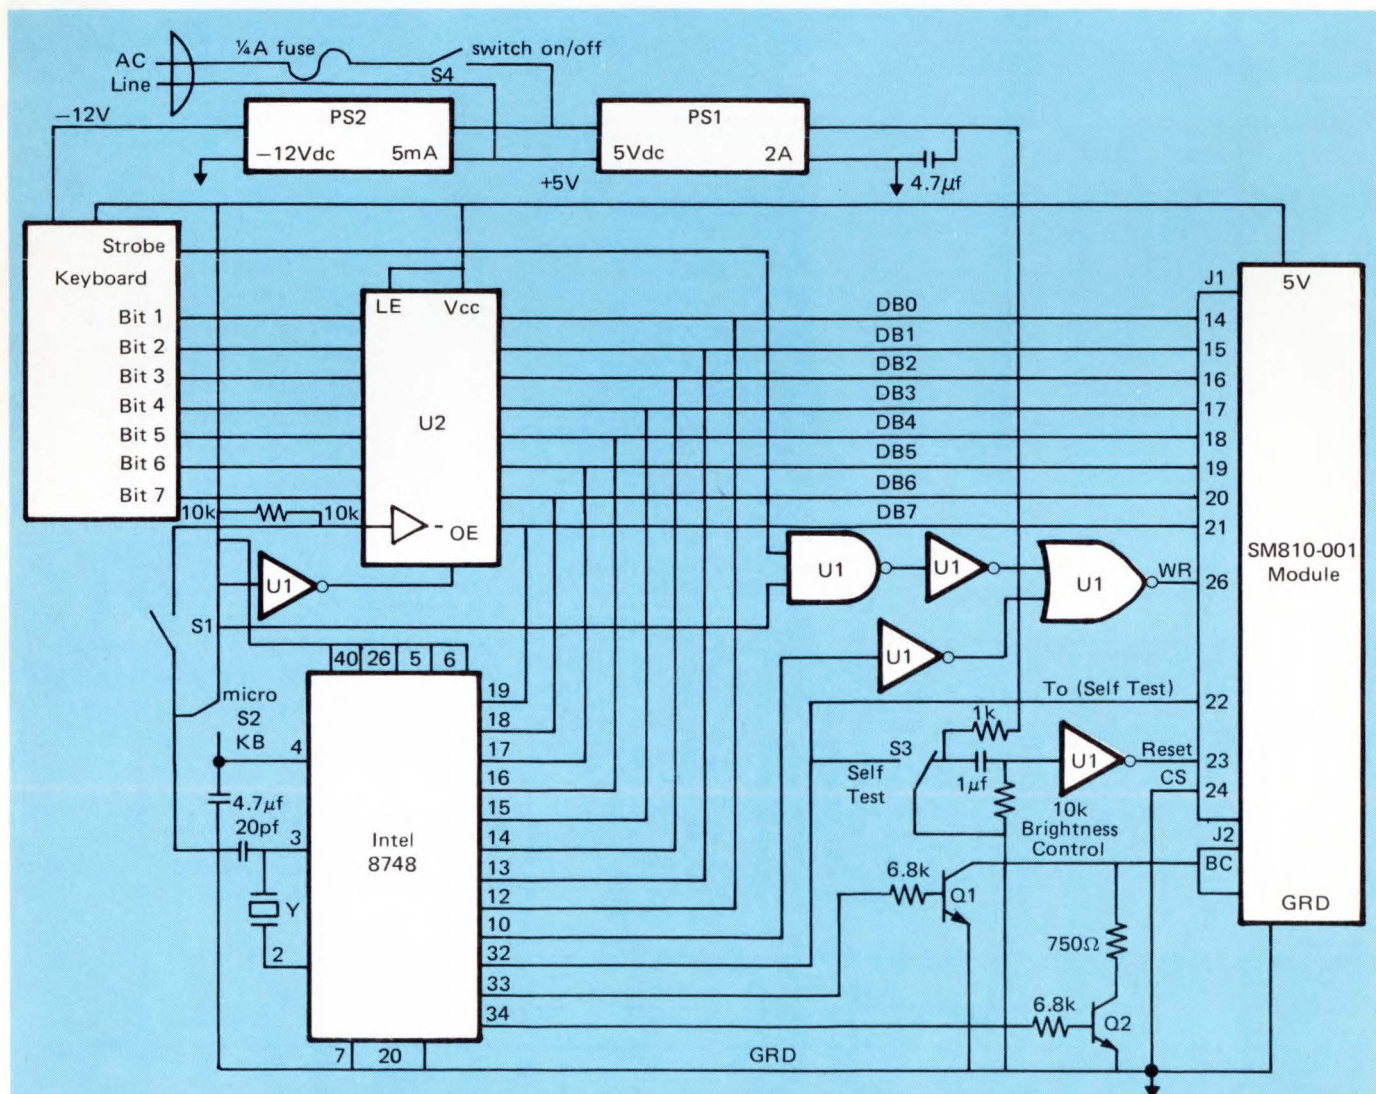 AC
Line
¼A fuse
switch on/off
S4
−12V
PS2
−12Vdc 5mA
PS1
5Vdc 2A
4.7μf
+5V
Strobe
Keyboard
Bit 1
Bit 2
Bit 3
Bit 4
Bit 5
Bit 6
Bit 7
LE Vcc
U2
OE
10k
10k
DB0
DB1
DB2
DB3
DB4
DB5
DB6
DB7
J1
14
15
16
17
18
19
20
21
26
22
23
24
J2
BC
5V
SM810-001
Module
GRD
U1
U1
U1
U1
U1
WR
S1
micro
S2
KB
4.7μf
20pf
Y
40 26 5 6
4
3
2
Intel
8748
19
18
17
16
15
14
13
12
10
32
33
34
7 20
To (Self Test)
S3
Self
Test
1k
1μf
U1
Reset
CS
10k
Brightness
Control
6.8k
Q1
750Ω
6.8k
Q2
GRD